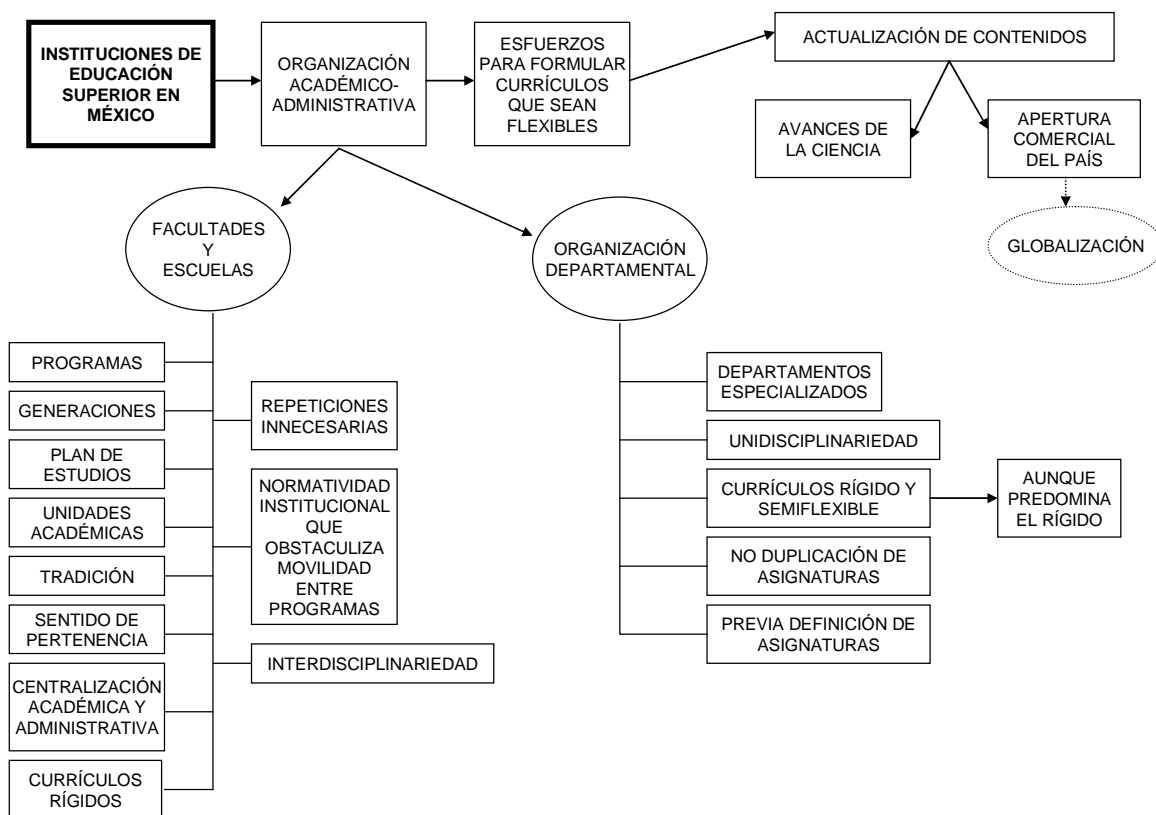 INSTITUCIONES DE
EDUCACIÓN
SUPERIOR EN
MÉXICO
ORGANIZACIÓN
ACADÉMICO-
ADMINISTRATIVA
ESFUERZOS
PARA FORMULAR
CURRÍCULOS
QUE SEAN
FLEXIBLES
ACTUALIZACIÓN DE CONTENIDOS
AVANCES DE
LA CIENCIA
APERTURA
COMERCIAL
DEL PAÍS
GLOBALIZACIÓN
FACULTADES
Y
ESCUELAS
ORGANIZACIÓN
DEPARTAMENTAL
PROGRAMAS
GENERACIONES
PLAN DE
ESTUDIOS
UNIDADES
ACADÉMICAS
TRADICIÓN
SENTIDO DE
PERTENENCIA
CENTRALIZACIÓN
ACADÉMICA Y
ADMINISTRATIVA
CURRÍCULOS
RÍGIDOS
REPETICIONES
INNECESARIAS
NORMATIVIDAD
INSTITUCIONAL
QUE
OBSTACULIZA
MOVILIDAD
ENTRE
PROGRAMAS
INTERDISCIPLINARIEDAD
DEPARTAMENTOS
ESPECIALIZADOS
UNIDISCIPLINARIEDAD
CURRÍCULOS RÍGIDO Y
SEMIFLEXIBLE
AUNQUE
PREDOMINA
EL RÍGIDO
NO DUPLICACIÓN DE
ASIGNATURAS
PREVIA DEFINICIÓN DE
ASIGNATURAS